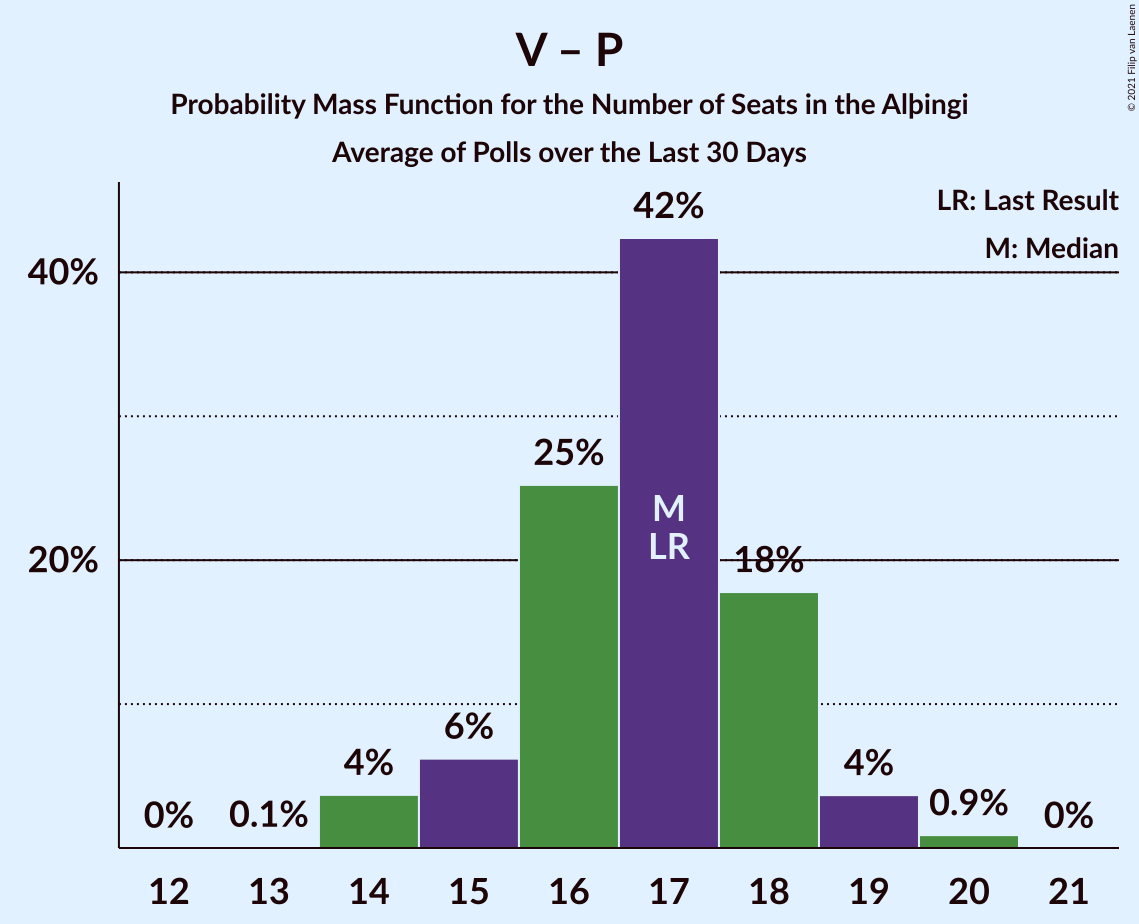 V – P
Probability Mass Function for the Number of Seats in the Alþingi
Average of Polls over the Last 30 Days
© 2021 Filip van Laenen
LR: Last Result
M: Median
42%
40%
25%
M
LR
20%
18%
6%
4%
4%
0%
0.1%
0.9%
0%
12 13 14 15 16 17 18 19 20 21